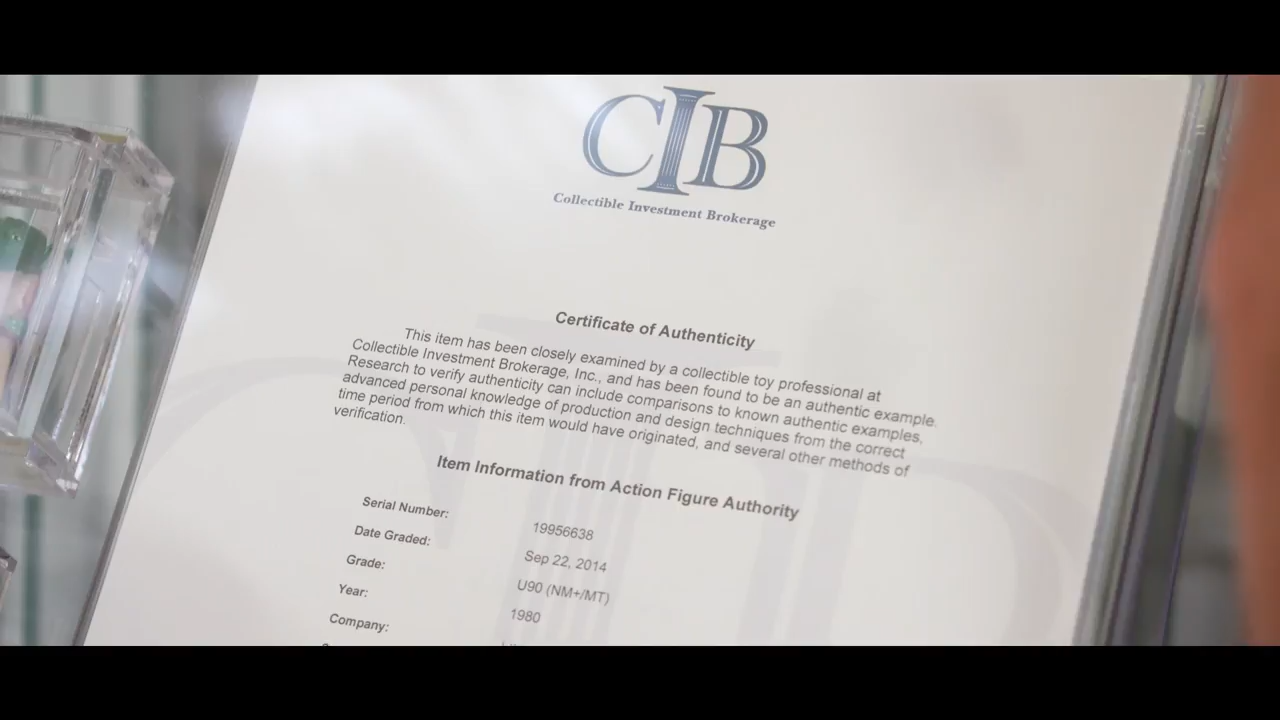 CIB
Collectible Investment Brokerage
Certificate of Authenticity
This item has been closely examined by a collectible toy professional at
Collectible Investment Brokerage, Inc., and has been found to be an authentic example.
Research to verify authenticity can include comparisons to known authentic examples,
advanced personal knowledge of production and design techniques from the correct
time period from which this item would have originated, and several other methods of
verification.
Item Information from Action Figure Authority
Serial Number: 19956638
Date Graded: Sep 22, 2014
Grade: U90 (NM+/MT)
Year: 1980
Company: